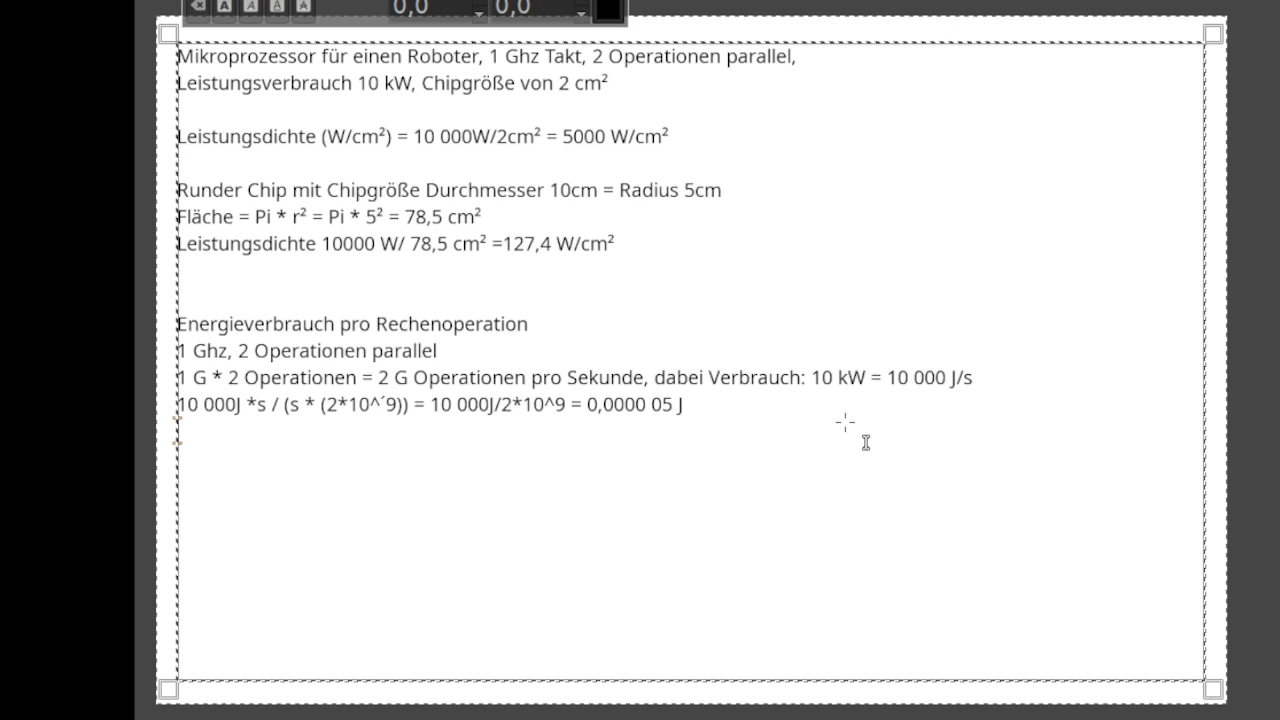 0,0 0,0
Mikroprozessor für einen Roboter, 1 Ghz Takt, 2 Operationen parallel,
Leistungsverbrauch 10 kW, Chipgröße von 2 cm²
Leistungsdichte (W/cm²) = 10 000W/2cm² = 5000 W/cm²
Runder Chip mit Chipgröße Durchmesser 10cm = Radius 5cm
Fläche = Pi * r² = Pi * 5² = 78,5 cm²
Leistungsdichte 10000 W/ 78,5 cm² =127,4 W/cm²
Energieverbrauch pro Rechenoperation
1 Ghz, 2 Operationen parallel
1 G * 2 Operationen = 2 G Operationen pro Sekunde, dabei Verbrauch: 10 kW = 10 000 J/s
10 000J *s / (s * (2*10^´9)) = 10 000J/2*10^9 = 0,0000 05 J